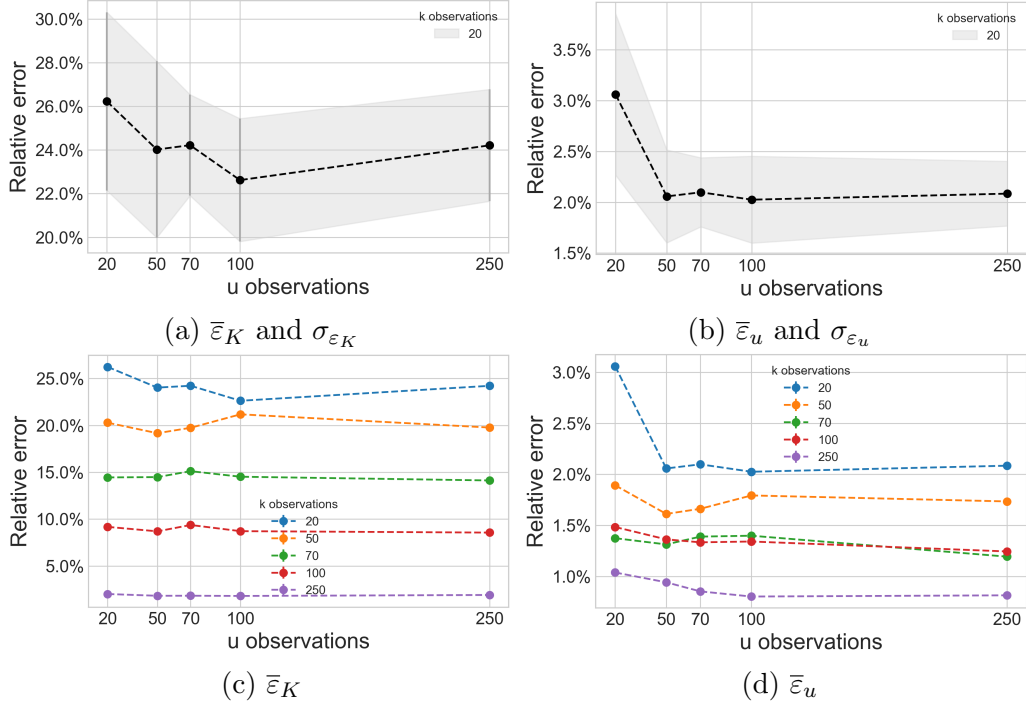 30.0%
28.0%
26.0%
24.0%
22.0%
20.0%
Relative error
k observations
20
20 50 70 100 250
u observations
(a) ε̅_K and σ_{ε_K}
3.5%
3.0%
2.5%
2.0%
1.5%
Relative error
k observations
20
20 50 70 100 250
u observations
(b) ε̅_u and σ_{ε_u}
25.0%
20.0%
15.0%
10.0%
5.0%
Relative error
k observations
20
50
70
100
250
20 50 70 100 250
u observations
(c) ε̅_K
3.0%
2.5%
2.0%
1.5%
1.0%
Relative error
k observations
20
50
70
100
250
20 50 70 100 250
u observations
(d) ε̅_u